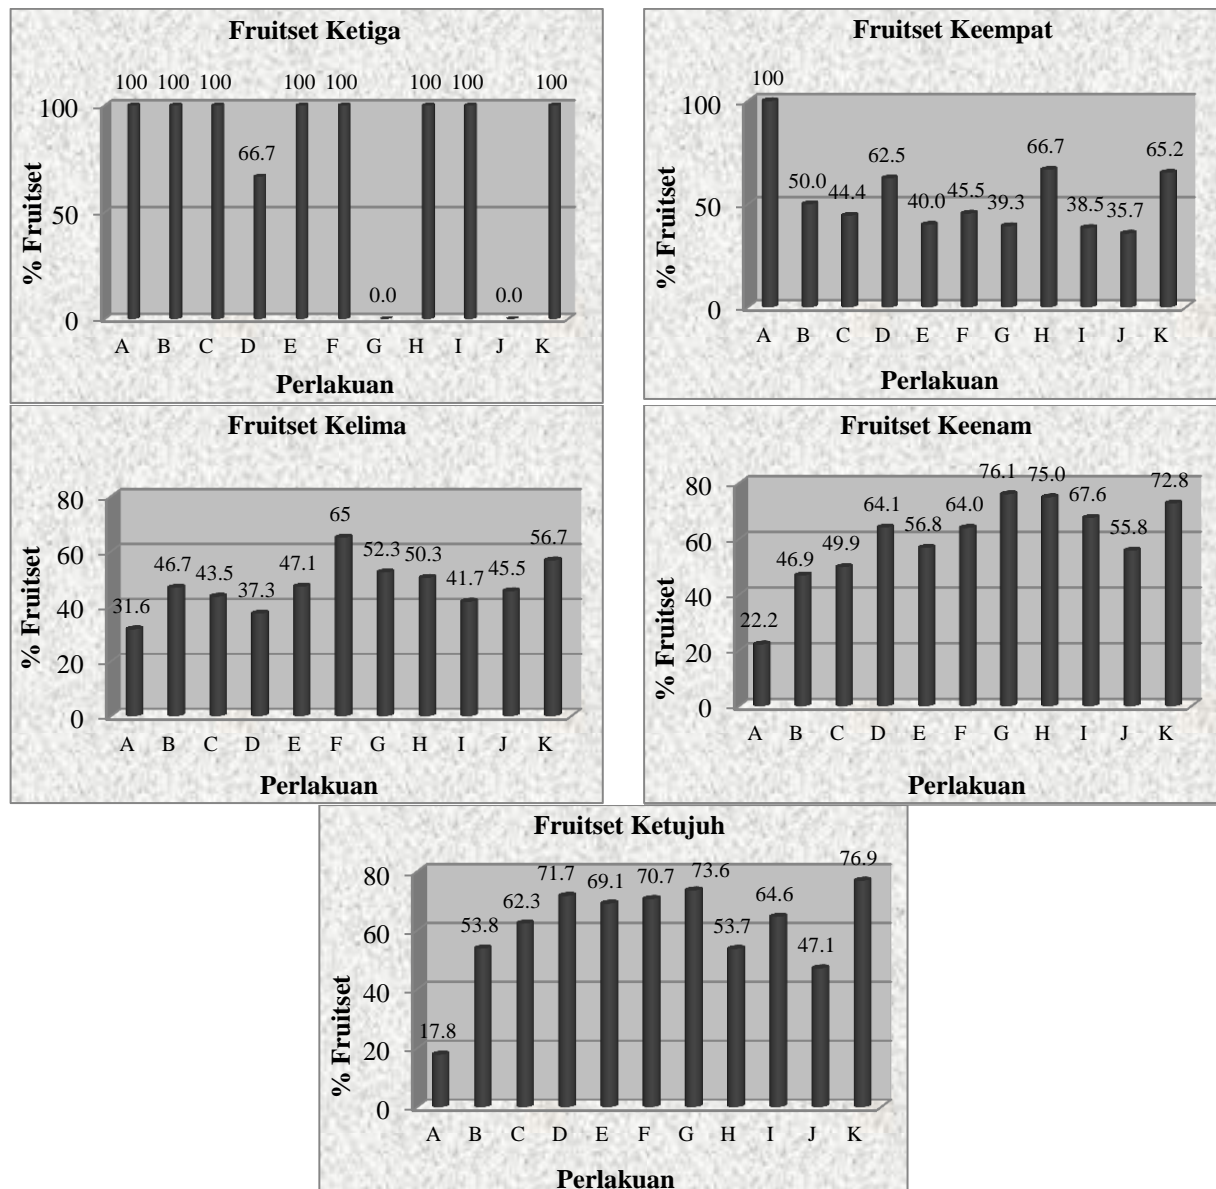 Fruitset Ketiga
100 100 100 66.7 100 100 0.0 100 100 0.0 100
100
50
0
% Fruitset
A B C D E F G H I J K
Perlakuan
Fruitset Keempat
100 50.0 44.4 62.5 40.0 45.5 39.3 66.7 38.5 35.7 65.2
100
50
0
% Fruitset
A B C D E F G H I J K
Perlakuan
Fruitset Kelima
31.6 46.7 43.5 37.3 47.1 65 52.3 50.3 41.7 45.5 56.7
80
60
40
20
0
% Fruitset
A B C D E F G H I J K
Perlakuan
Fruitset Keenam
22.2 46.9 49.9 64.1 56.8 64.0 76.1 75.0 67.6 55.8 72.8
80
60
40
20
0
% Fruitset
A B C D E F G H I J K
Perlakuan
Fruitset Ketujuh
17.8 53.8 62.3 71.7 69.1 70.7 73.6 53.7 64.6 47.1 76.9
80
60
40
20
0
% Fruitset
A B C D E F G H I J K
Perlakuan